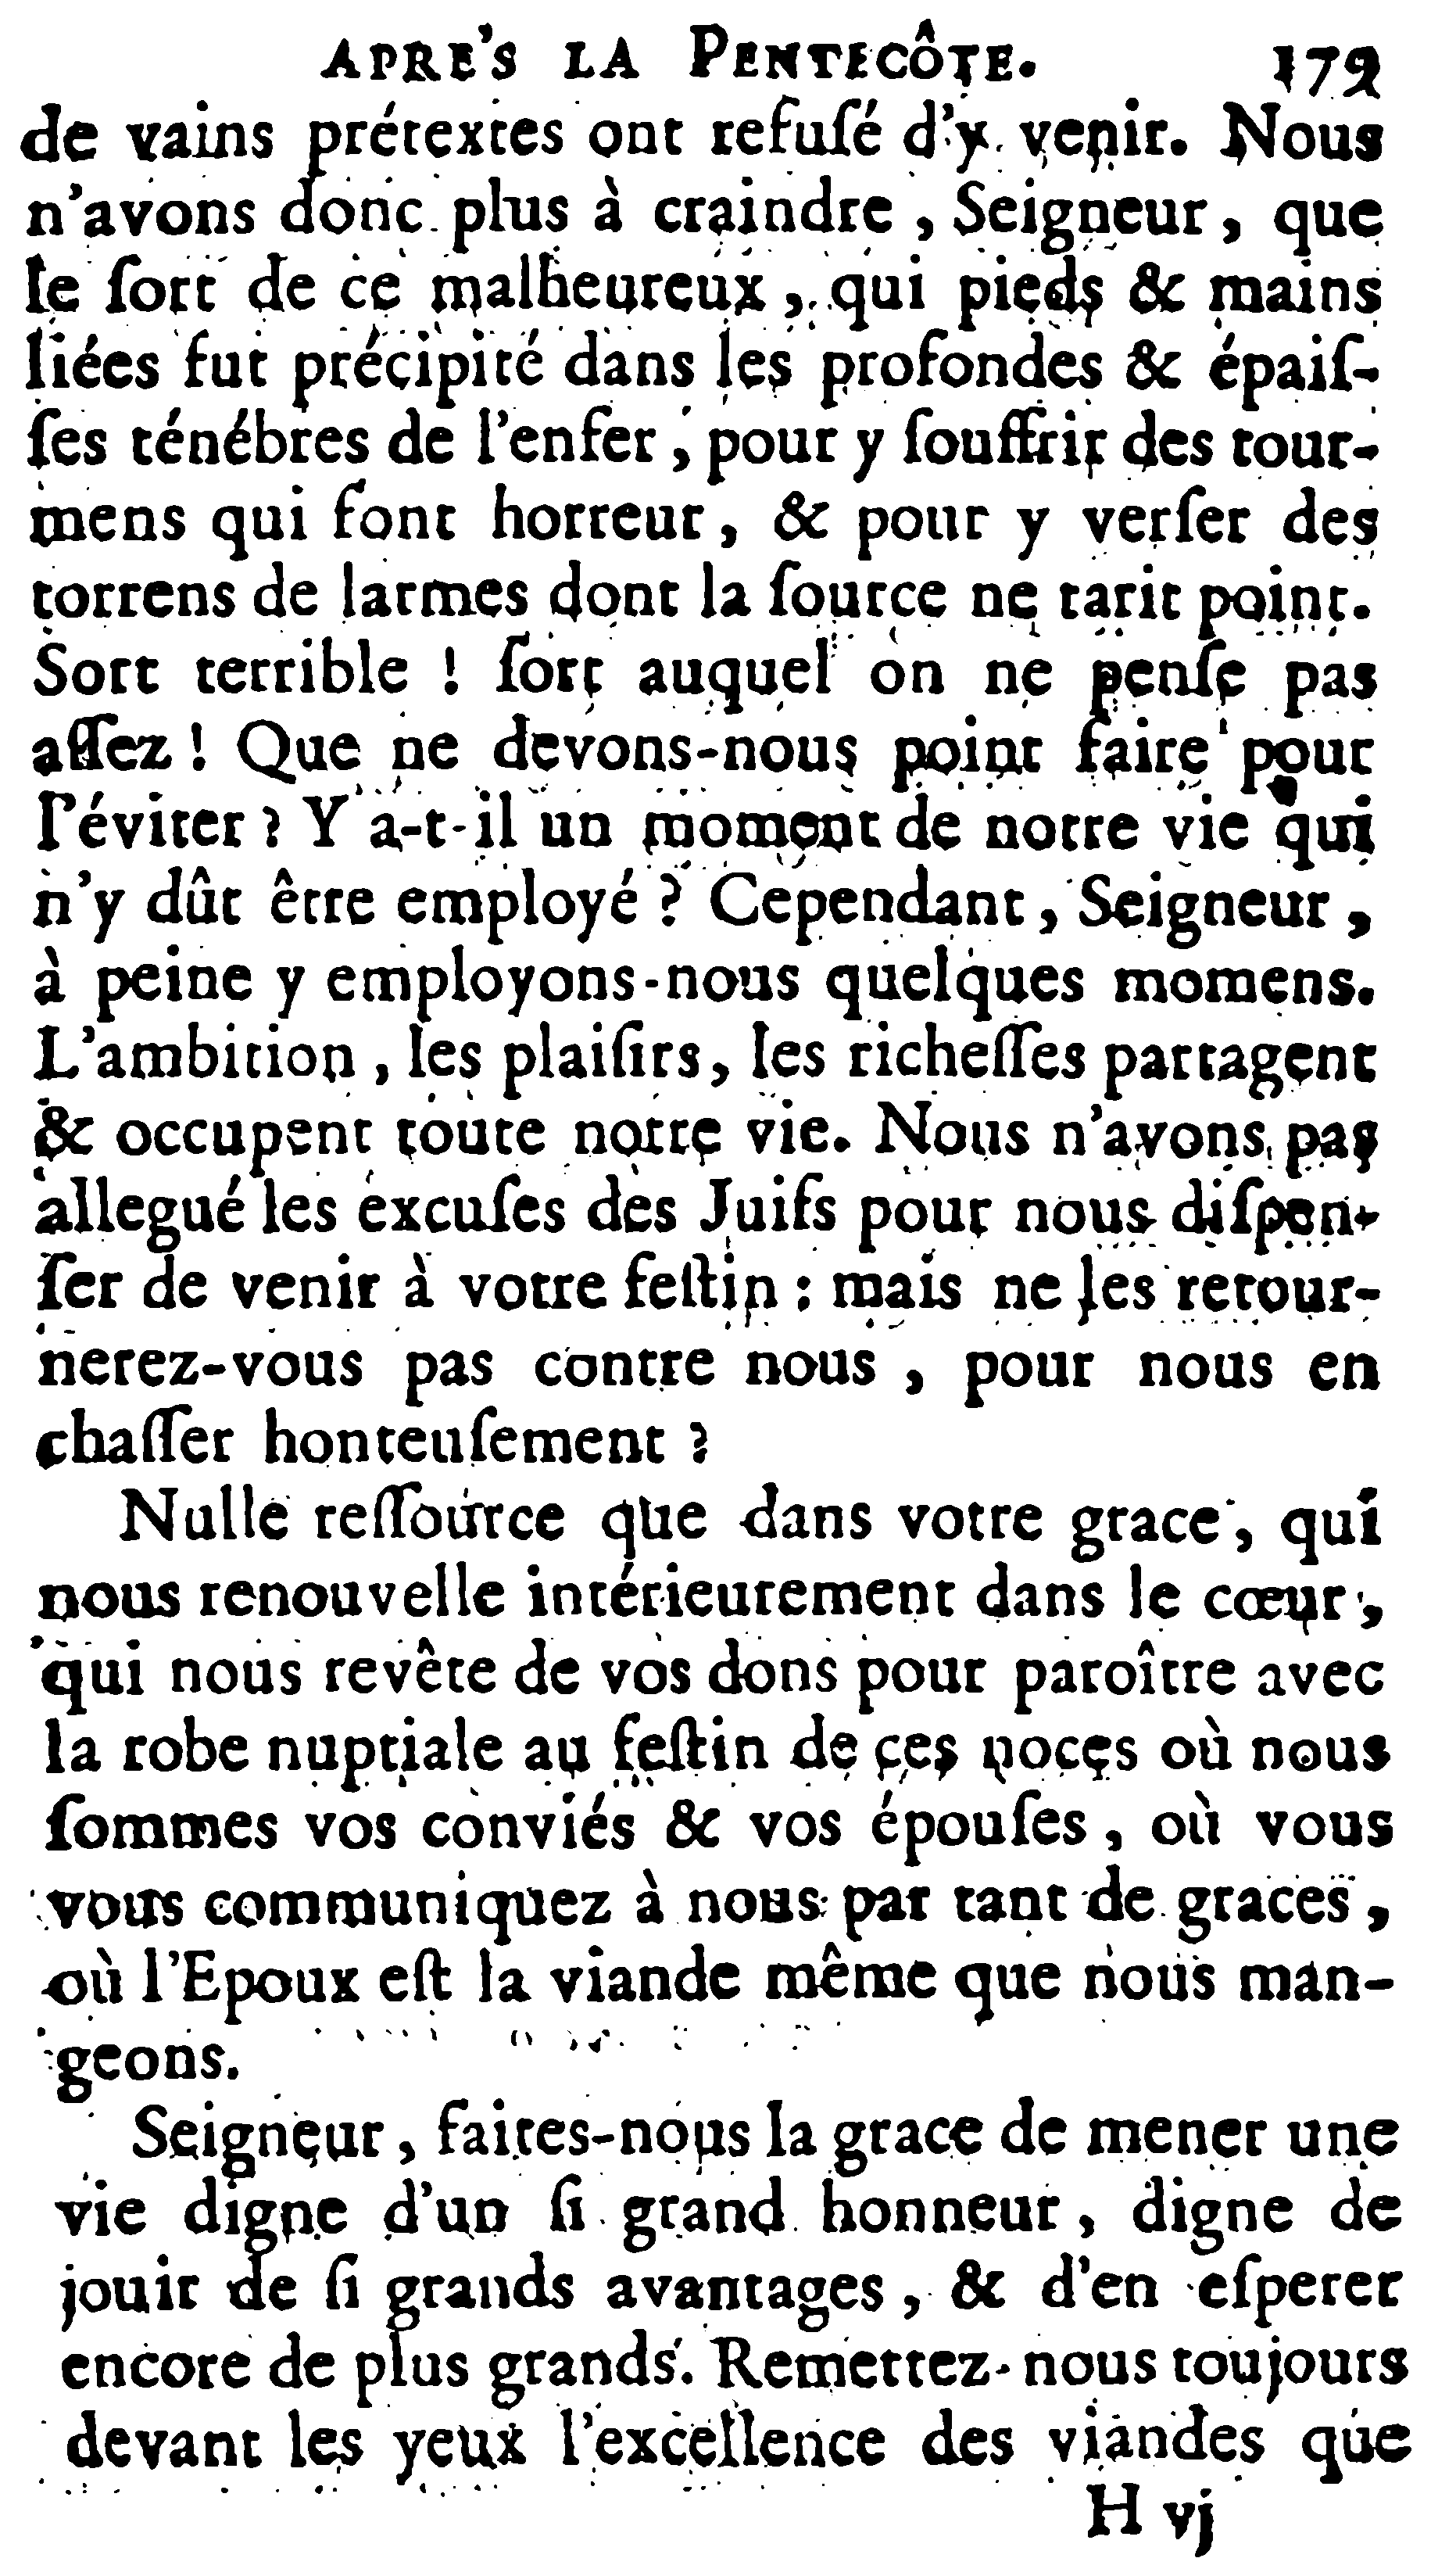 APRE'S LA PENTECÔTE. 179
de vains prétextes ont refuſé d'y venir. Nous
n'avons donc plus à craindre, Seigneur, que
le ſort de ce malheureux, qui pieds & mains
liées fut précipité dans les profondes & épaiſ-
ſes ténébres de l'enfer, pour y ſouffrir des tour-
mens qui font horreur, & pour y verſer des
torrens de larmes dont la ſource ne tarit point.
Sort terrible ! ſort auquel on ne penſe pas
aſſez ! Que ne devons-nous point faire pour
l'éviter ? Y a-t-il un moment de notre vie qui
n'y dût être employé ? Cependant, Seigneur,
à peine y employons-nous quelques momens.
L'ambition, les plaiſirs, les richeſſes partagent
& occupent toute notre vie. Nous n'avons pas
allegué les excuſes des Juifs pour nous diſpen-
ſer de venir à votre feſtin : mais ne les retour-
nerez-vous pas contre nous, pour nous en
chaſſer honteuſement ?
Nulle reſſource que dans votre grace, qui
nous renouvelle intérieurement dans le cœur,
qui nous revête de vos dons pour paroître avec
la robe nuptiale au feſtin de ces noces où nous
ſommes vos conviés & vos épouſes, où vous
vous communiquez à nous par tant de graces,
où l'Epoux eſt la viande même que nous man-
geons.
Seigneur, faites-nous la grace de mener une
vie digne d'un ſi grand honneur, digne de
jouir de ſi grands avantages, & d'en eſperer
encore de plus grands. Remettez-nous toujours
devant les yeux l'excellence des viandes que
H vj